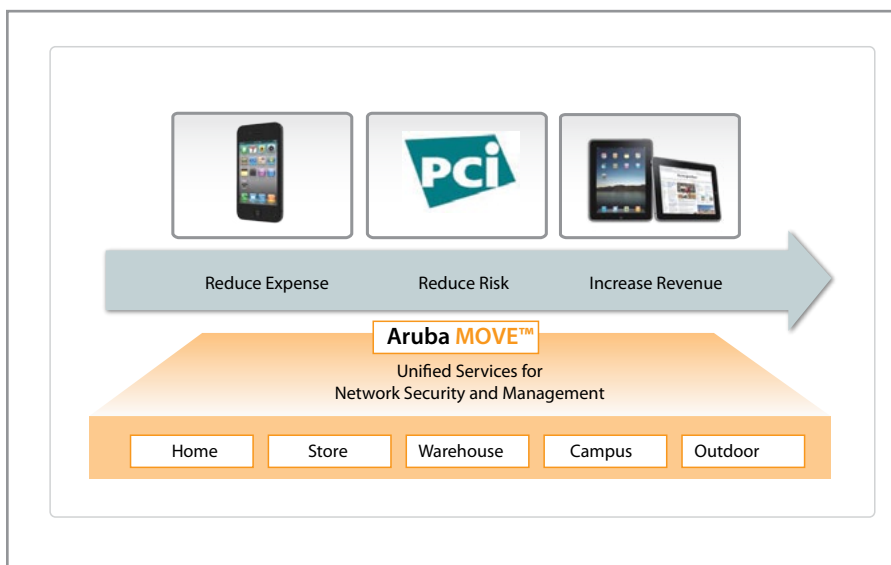 PCi
Reduce Expense
Reduce Risk
Increase Revenue
Aruba MOVE™
Unified Services for
Network Security and Management
Home
Store
Warehouse
Campus
Outdoor